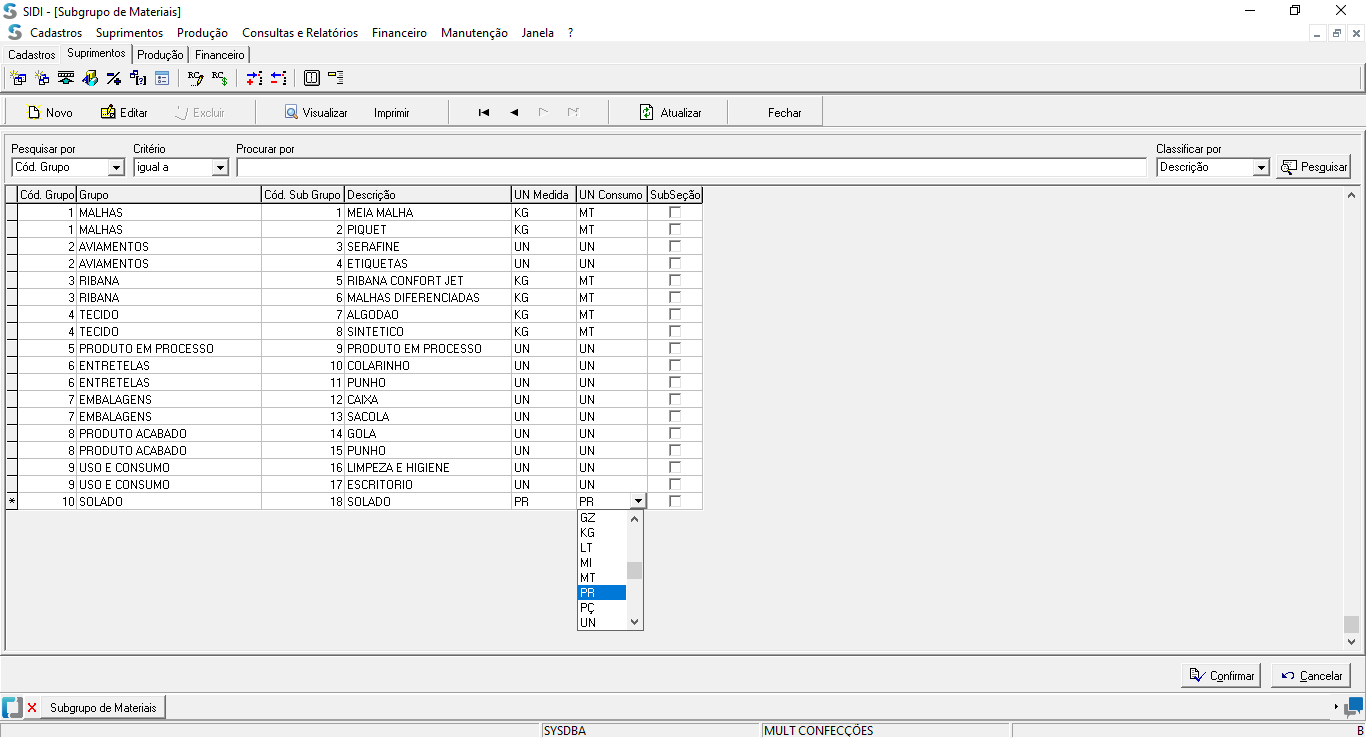 SIDI - [Subgrupo de Materiais]
Cadastros Suprimentos Produção Consultas e Relatórios Financeiro Manutenção Janela ?
Cadastros Suprimentos Produção Financeiro
Novo Editar Excluir Visualizar Imprimir Atualizar Fechar
Pesquisar por Critério Procurar por Classificar por
Cód. Grupo igual a Descrição Pesquisar
Cód. Grupo Grupo Cód. Sub Grupo Descrição UN Medida UN Consumo SubSeção
1 MALHAS 1 MEIA MALHA KG MT
1 MALHAS 2 PIQUET KG MT
2 AVIAMENTOS 3 SERAFINE UN UN
2 AVIAMENTOS 4 ETIQUETAS UN UN
3 RIBANA 5 RIBANA CONFORT JET KG MT
3 RIBANA 6 MALHAS DIFERENCIADAS KG MT
4 TECIDO 7 ALGODAO KG MT
4 TECIDO 8 SINTETICO KG MT
5 PRODUTO EM PROCESSO 9 PRODUTO EM PROCESSO UN UN
6 ENTRETELAS 10 COLARINHO UN UN
6 ENTRETELAS 11 PUNHO UN UN
7 EMBALAGENS 12 CAIXA UN UN
7 EMBALAGENS 13 SACOLA UN UN
8 PRODUTO ACABADO 14 GOLA UN UN
8 PRODUTO ACABADO 15 PUNHO UN UN
9 USO E CONSUMO 16 LIMPEZA E HIGIENE UN UN
9 USO E CONSUMO 17 ESCRITORIO UN UN
* 10 SOLADO 18 SOLADO PR PR
GZ
KG
LT
MI
MT
PR
PÇ
UN
Confirmar Cancelar
Subgrupo de Materiais
SYSDBA MULT CONFECÇÕES B